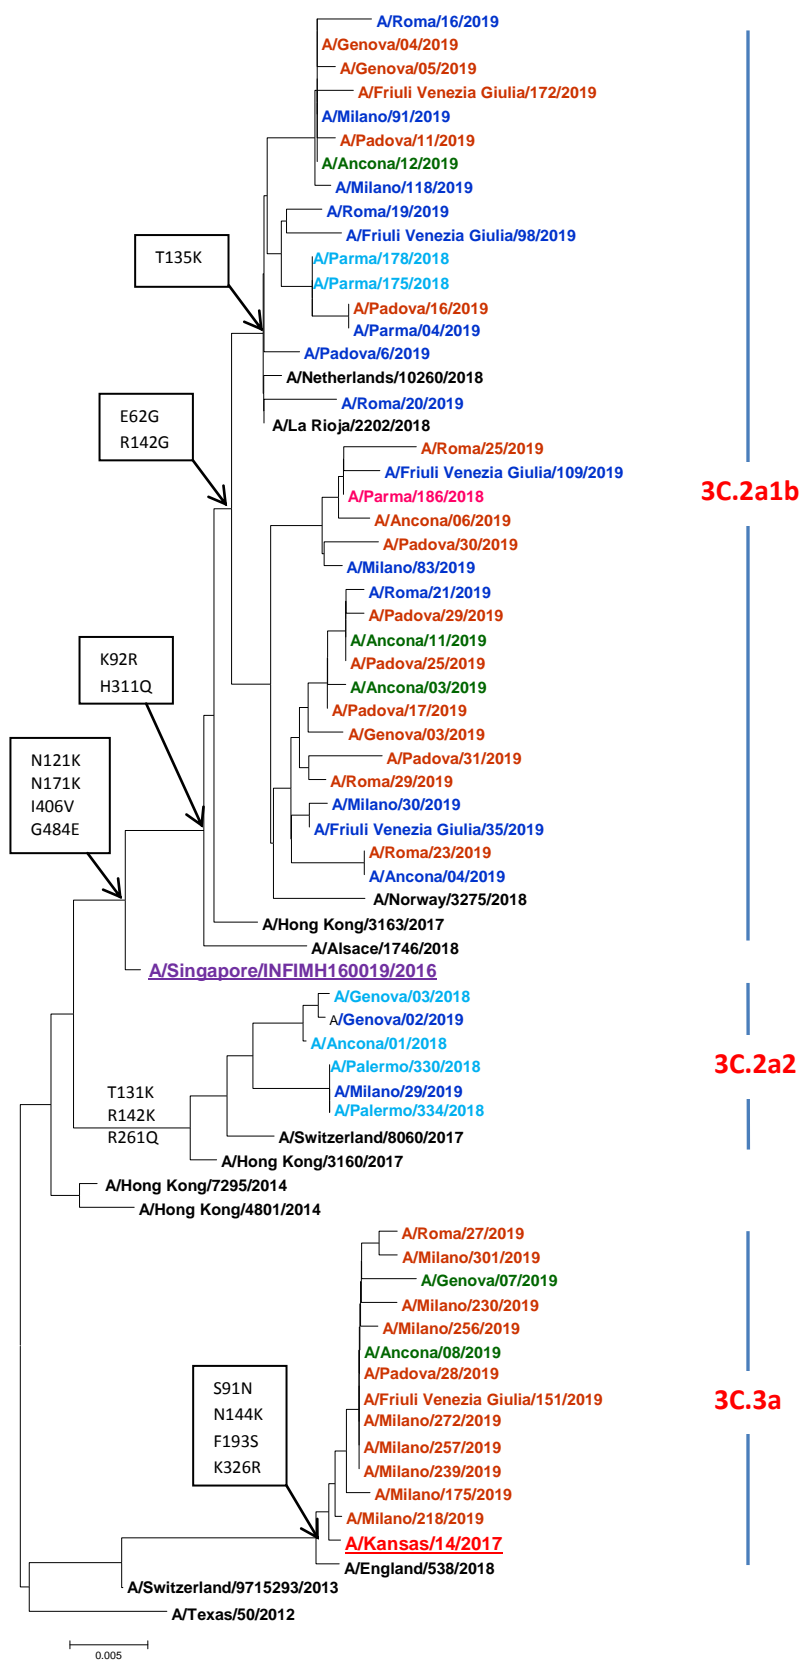 A/Roma/16/2019
A/Genova/04/2019
A/Genova/05/2019
A/Friuli Venezia Giulia/172/2019
A/Milano/91/2019
A/Padova/11/2019
A/Ancona/12/2019
A/Milano/118/2019
A/Roma/19/2019
A/Friuli Venezia Giulia/98/2019
T135K
A/Parma/178/2018
A/Parma/175/2018
A/Padova/16/2019
A/Parma/04/2019
A/Padova/6/2019
A/Netherlands/10260/2018
A/Roma/20/2019
E62G
R142G
A/La Rioja/2202/2018
A/Roma/25/2019
A/Friuli Venezia Giulia/109/2019
3C.2a1b
A/Parma/186/2018
A/Ancona/06/2019
A/Padova/30/2019
A/Milano/83/2019
A/Roma/21/2019
A/Padova/29/2019
A/Ancona/11/2019
K92R
H311Q
A/Padova/25/2019
A/Ancona/03/2019
A/Padova/17/2019
A/Genova/03/2019
A/Padova/31/2019
N121K
N171K
I406V
G484E
A/Roma/29/2019
A/Milano/30/2019
A/Friuli Venezia Giulia/35/2019
A/Roma/23/2019
A/Ancona/04/2019
A/Norway/3275/2018
A/Hong Kong/3163/2017
A/Alsace/1746/2018
A/Singapore/INFIMH160019/2016
A/Genova/03/2018
A/Genova/02/2019
A/Ancona/01/2018
3C.2a2
A/Palermo/330/2018
A/Milano/29/2019
A/Palermo/334/2018
T131K
R142K
R261Q
A/Switzerland/8060/2017
A/Hong Kong/3160/2017
A/Hong Kong/7295/2014
A/Hong Kong/4801/2014
A/Roma/27/2019
A/Milano/301/2019
A/Genova/07/2019
A/Milano/230/2019
A/Milano/256/2019
A/Ancona/08/2019
A/Padova/28/2019
S91N
N144K
F193S
K326R
A/Friuli Venezia Giulia/151/2019
3C.3a
A/Milano/272/2019
A/Milano/257/2019
A/Milano/239/2019
A/Milano/175/2019
A/Milano/218/2019
A/Kansas/14/2017
A/England/538/2018
A/Switzerland/9715293/2013
A/Texas/50/2012
0.005